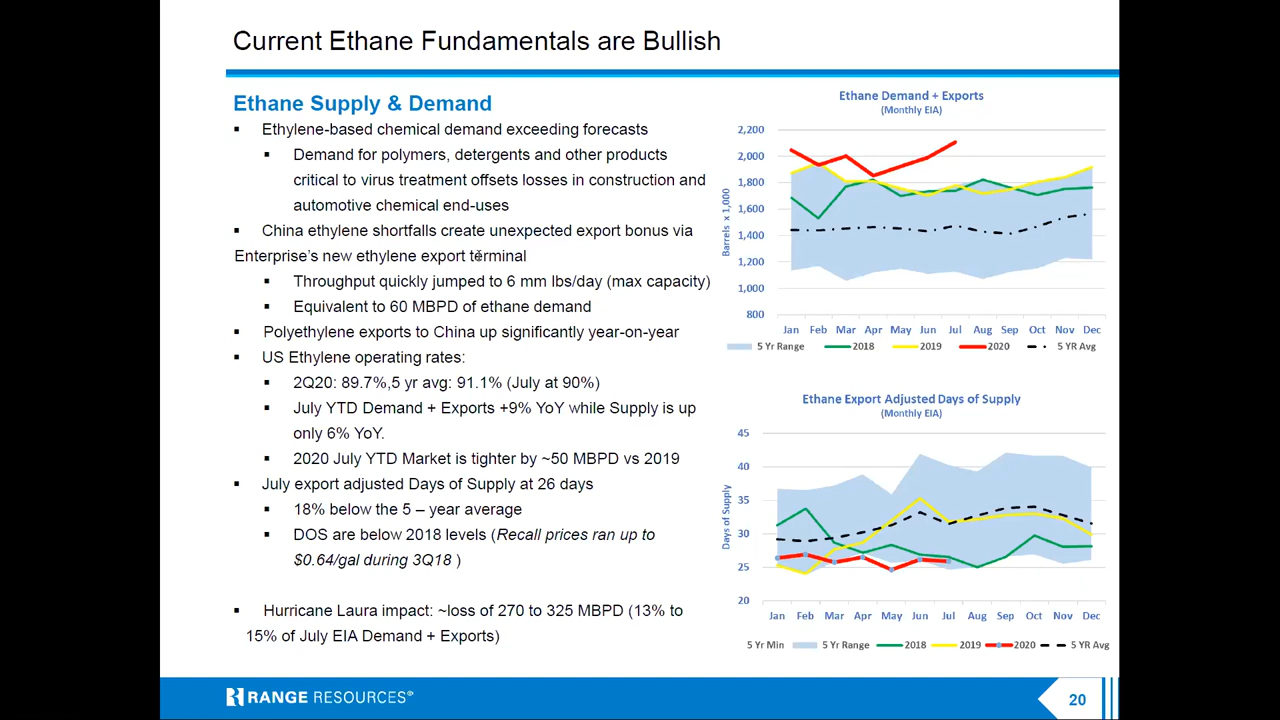 Current Ethane Fundamentals are Bullish
Ethane Supply & Demand
▪ Ethylene-based chemical demand exceeding forecasts
▪ Demand for polymers, detergents and other products
critical to virus treatment offsets losses in construction and
automotive chemical end-uses
▪ China ethylene shortfalls create unexpected export bonus via
Enterprise's new ethylene export terminal
▪ Throughput quickly jumped to 6 mm lbs/day (max capacity)
▪ Equivalent to 60 MBPD of ethane demand
▪ Polyethylene exports to China up significantly year-on-year
▪ US Ethylene operating rates:
▪ 2Q20: 89.7%,5 yr avg: 91.1% (July at 90%)
▪ July YTD Demand + Exports +9% YoY while Supply is up
only 6% YoY.
▪ 2020 July YTD Market is tighter by ~50 MBPD vs 2019
▪ July export adjusted Days of Supply at 26 days
▪ 18% below the 5 – year average
▪ DOS are below 2018 levels (Recall prices ran up to
$0.64/gal during 3Q18 )
▪ Hurricane Laura impact: ~loss of 270 to 325 MBPD (13% to
15% of July EIA Demand + Exports)
Ethane Demand + Exports
(Monthly EIA)
Barrels x 1,000
2,200
2,000
1,800
1,600
1,400
1,200
1,000
800
Jan Feb Mar Apr May Jun Jul Aug Sep Oct Nov Dec
5 Yr Range 2018 2019 2020 5 YR Avg
Ethane Export Adjusted Days of Supply
(Monthly EIA)
Days of Supply
45
40
35
30
25
20
Jan Feb Mar Apr May Jun Jul Aug Sep Oct Nov Dec
5 Yr Min 5 Yr Range 2018 2019 2020 5 YR Avg
RANGE RESOURCES®
20